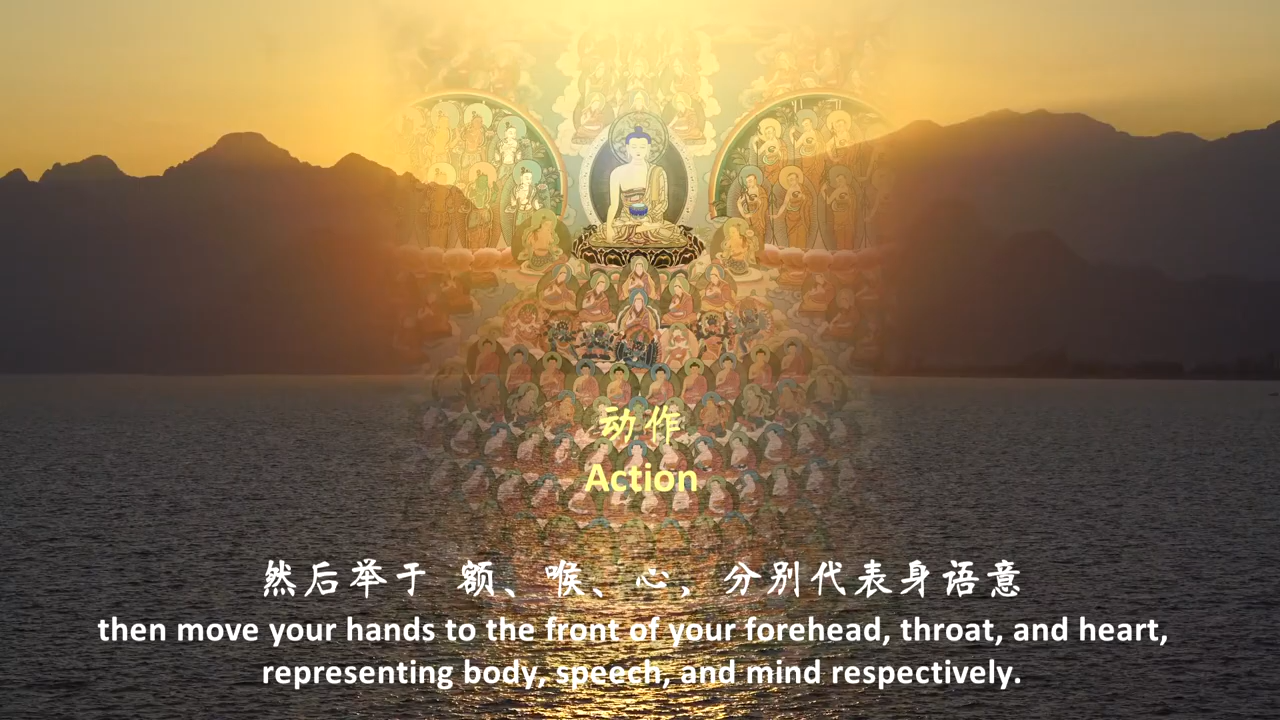 动作
Action
然后举于 额、喉、心，分别代表身语意
then move your hands to the front of your forehead, throat, and heart,
representing body, speech, and mind respectively.